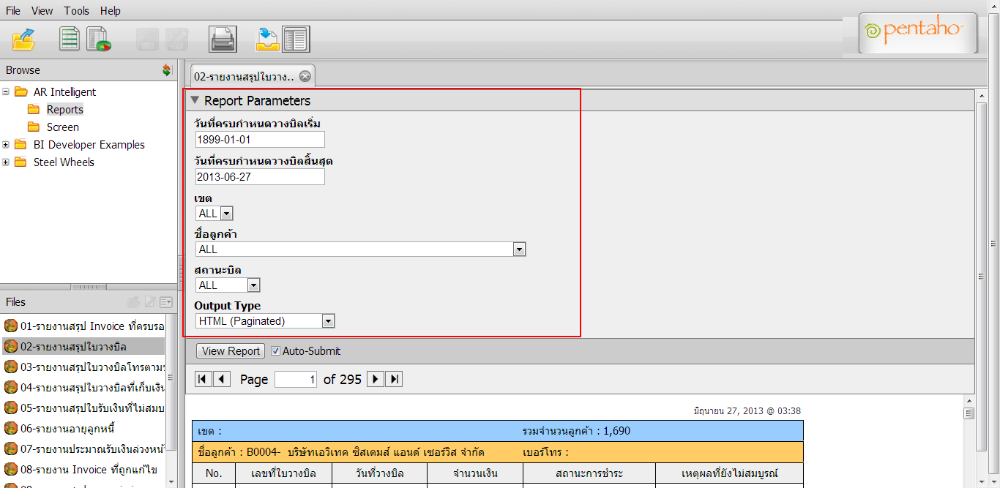 File View Tools Help
pentaho
Browse
AR Intelligent
Reports
Screen
BI Developer Examples
Steel Wheels
Files
01-รายงานสรุป Invoice ที่ครบรอ
02-รายงานสรุปใบวางบิล
03-รายงานสรุปใบวางบิลโทรตาม
04-รายงานสรุปใบวางบิลที่เก็บเงิน
05-รายงานสรุปใบรับเงินที่ไม่สมบ
06-รายงานอายุลูกหนี้
07-รายงานประมาณรับเงินล่วงหน้
08-รายงาน Invoice ที่ถูกแก้ไข
02-รายงานสรุปใบวาง..
Report Parameters
วันที่ครบกำหนดวางบิลเริ่ม
1899-01-01
วันที่ครบกำหนดวางบิลสิ้นสุด
2013-06-27
เขต
ALL
ชื่อลูกค้า
ALL
สถานะบิล
ALL
Output Type
HTML (Paginated)
View Report Auto-Submit
Page 1 of 295
มิถุนายน 27, 2013 @ 03:38
เขต : รวมจำนวนลูกค้า : 1,690
ชื่อลูกค้า : B0004- บริษัทเอวิเทค ซิสเตมส์ แอนด์ เซอร์วิส จำกัด เบอร์โทร :
No. เลขที่ใบวางบิล วันที่วางบิล จำนวนเงิน สถานะการชำระ เหตุผลที่ยังไม่สมบูรณ์